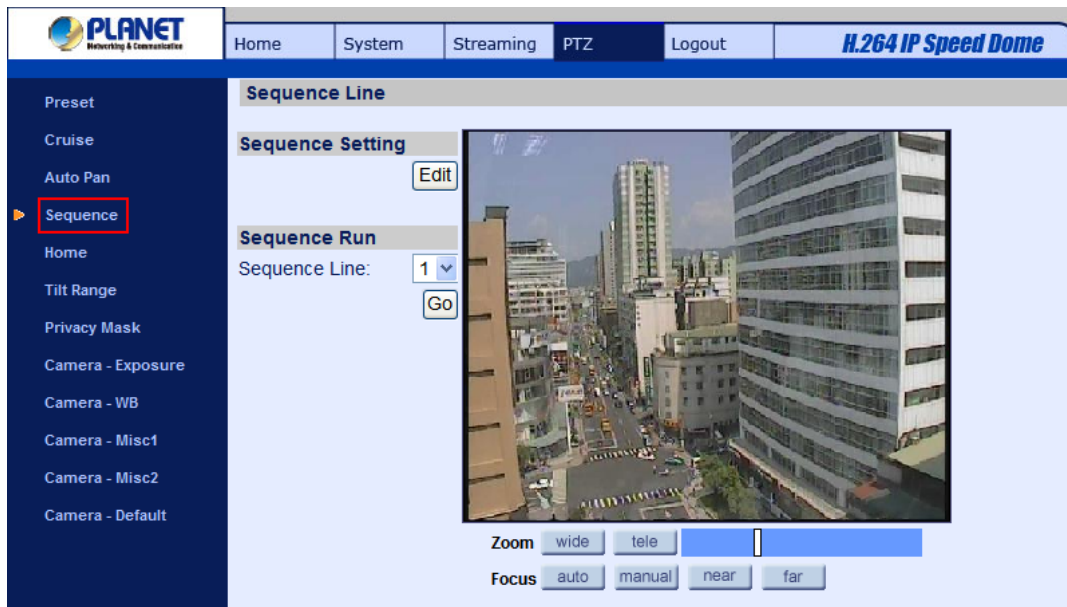 PLANET
Networking & Communication
Home
System
Streaming
PTZ
Logout
H.264 IP Speed Dome
Preset
Cruise
Auto Pan
Sequence
Home
Tilt Range
Privacy Mask
Camera - Exposure
Camera - WB
Camera - Misc1
Camera - Misc2
Camera - Default
Sequence Line
Sequence Setting
Edit
Sequence Run
Sequence Line: 1
Go
Zoom wide tele
Focus auto manual near far